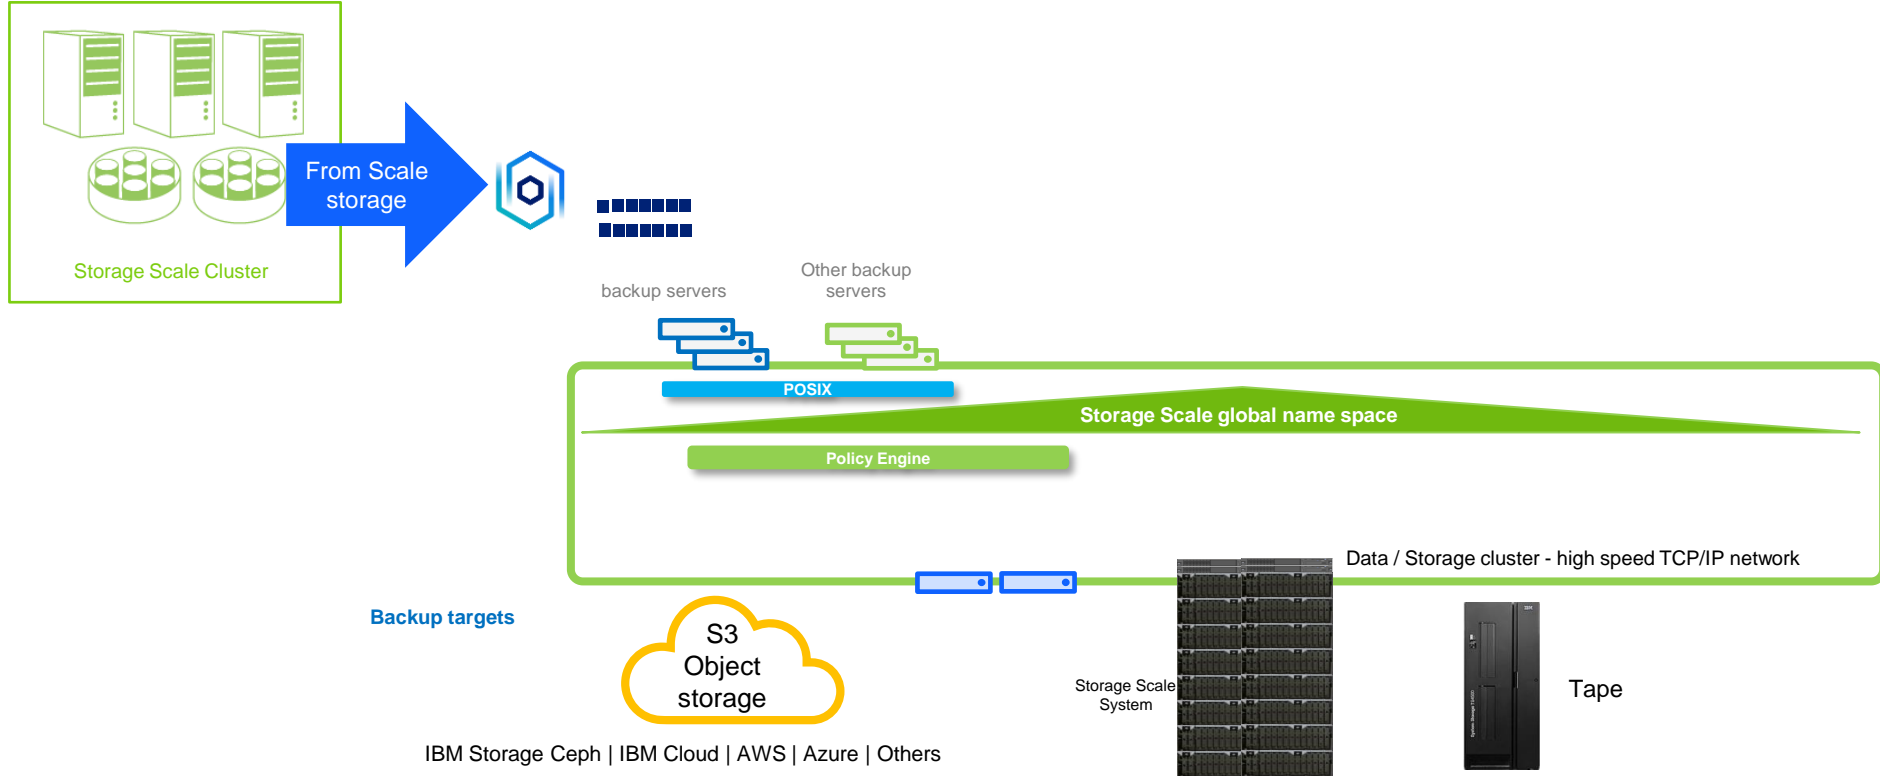 From Scale
storage
Storage Scale Cluster
backup servers
Other backup
servers
POSIX
Storage Scale global name space
Policy Engine
Data / Storage cluster - high speed TCP/IP network
Backup targets
S3
Object
storage
Storage Scale
System
IBM
Tape
IBM Storage Ceph | IBM Cloud | AWS | Azure | Others